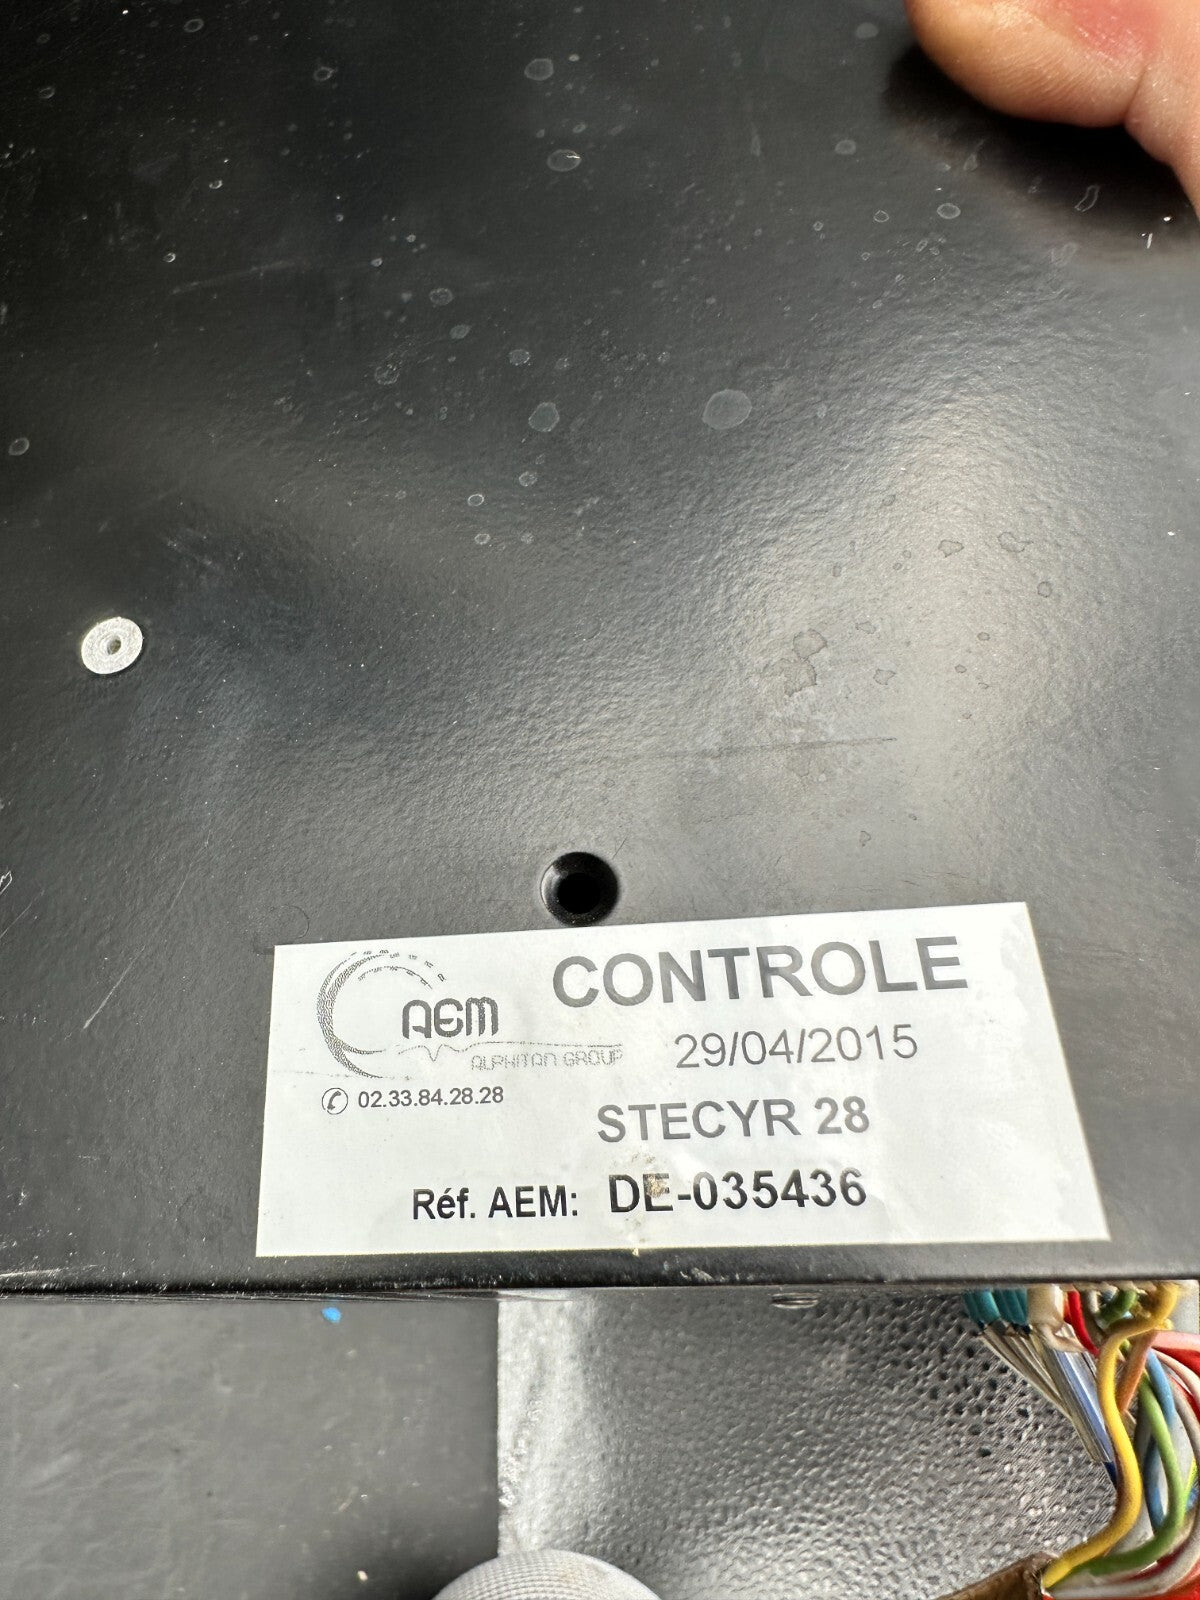 CONTROLE
AEM
ALPHITAN GROUP
29/04/2015
02.33.84.28.28
STECYR 28
Réf. AEM: DE-035436